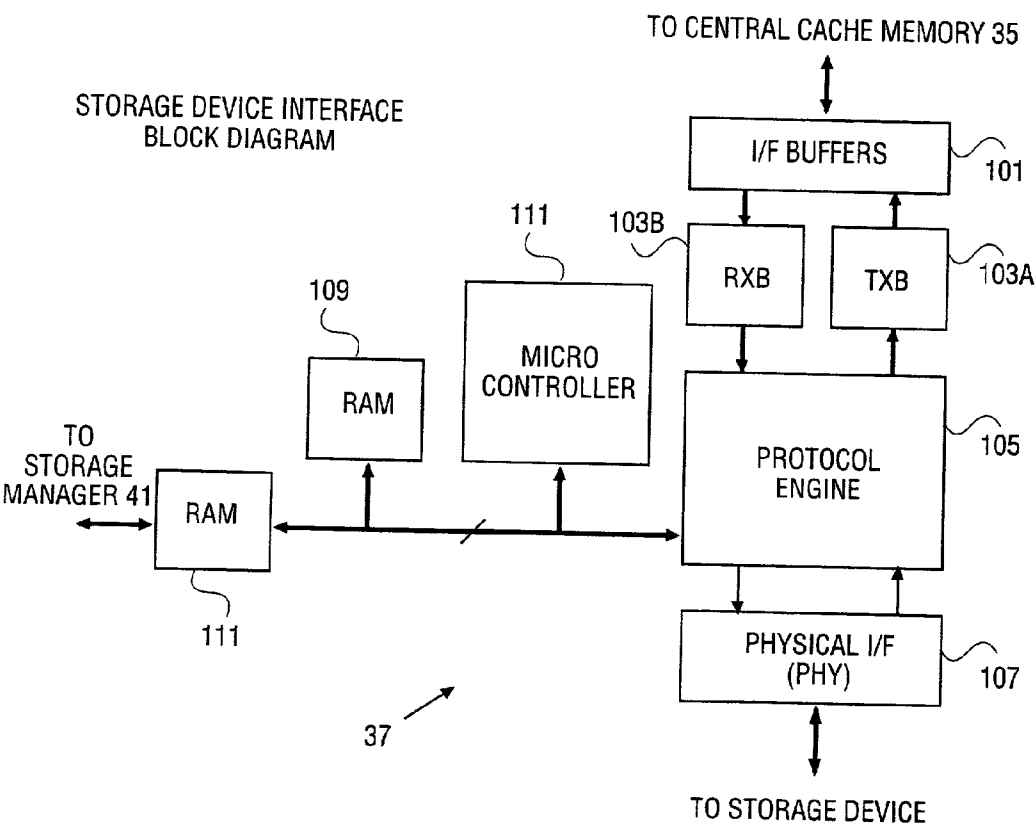 TO CENTRAL CACHE MEMORY 35
STORAGE DEVICE INTERFACE
BLOCK DIAGRAM
I/F BUFFERS
101
111
103B
RXB
TXB
103A
109
MICRO
CONTROLLER
RAM
TO
STORAGE
MANAGER 41
RAM
PROTOCOL
ENGINE
105
111
PHYSICAL I/F
(PHY)
107
37
TO STORAGE DEVICE